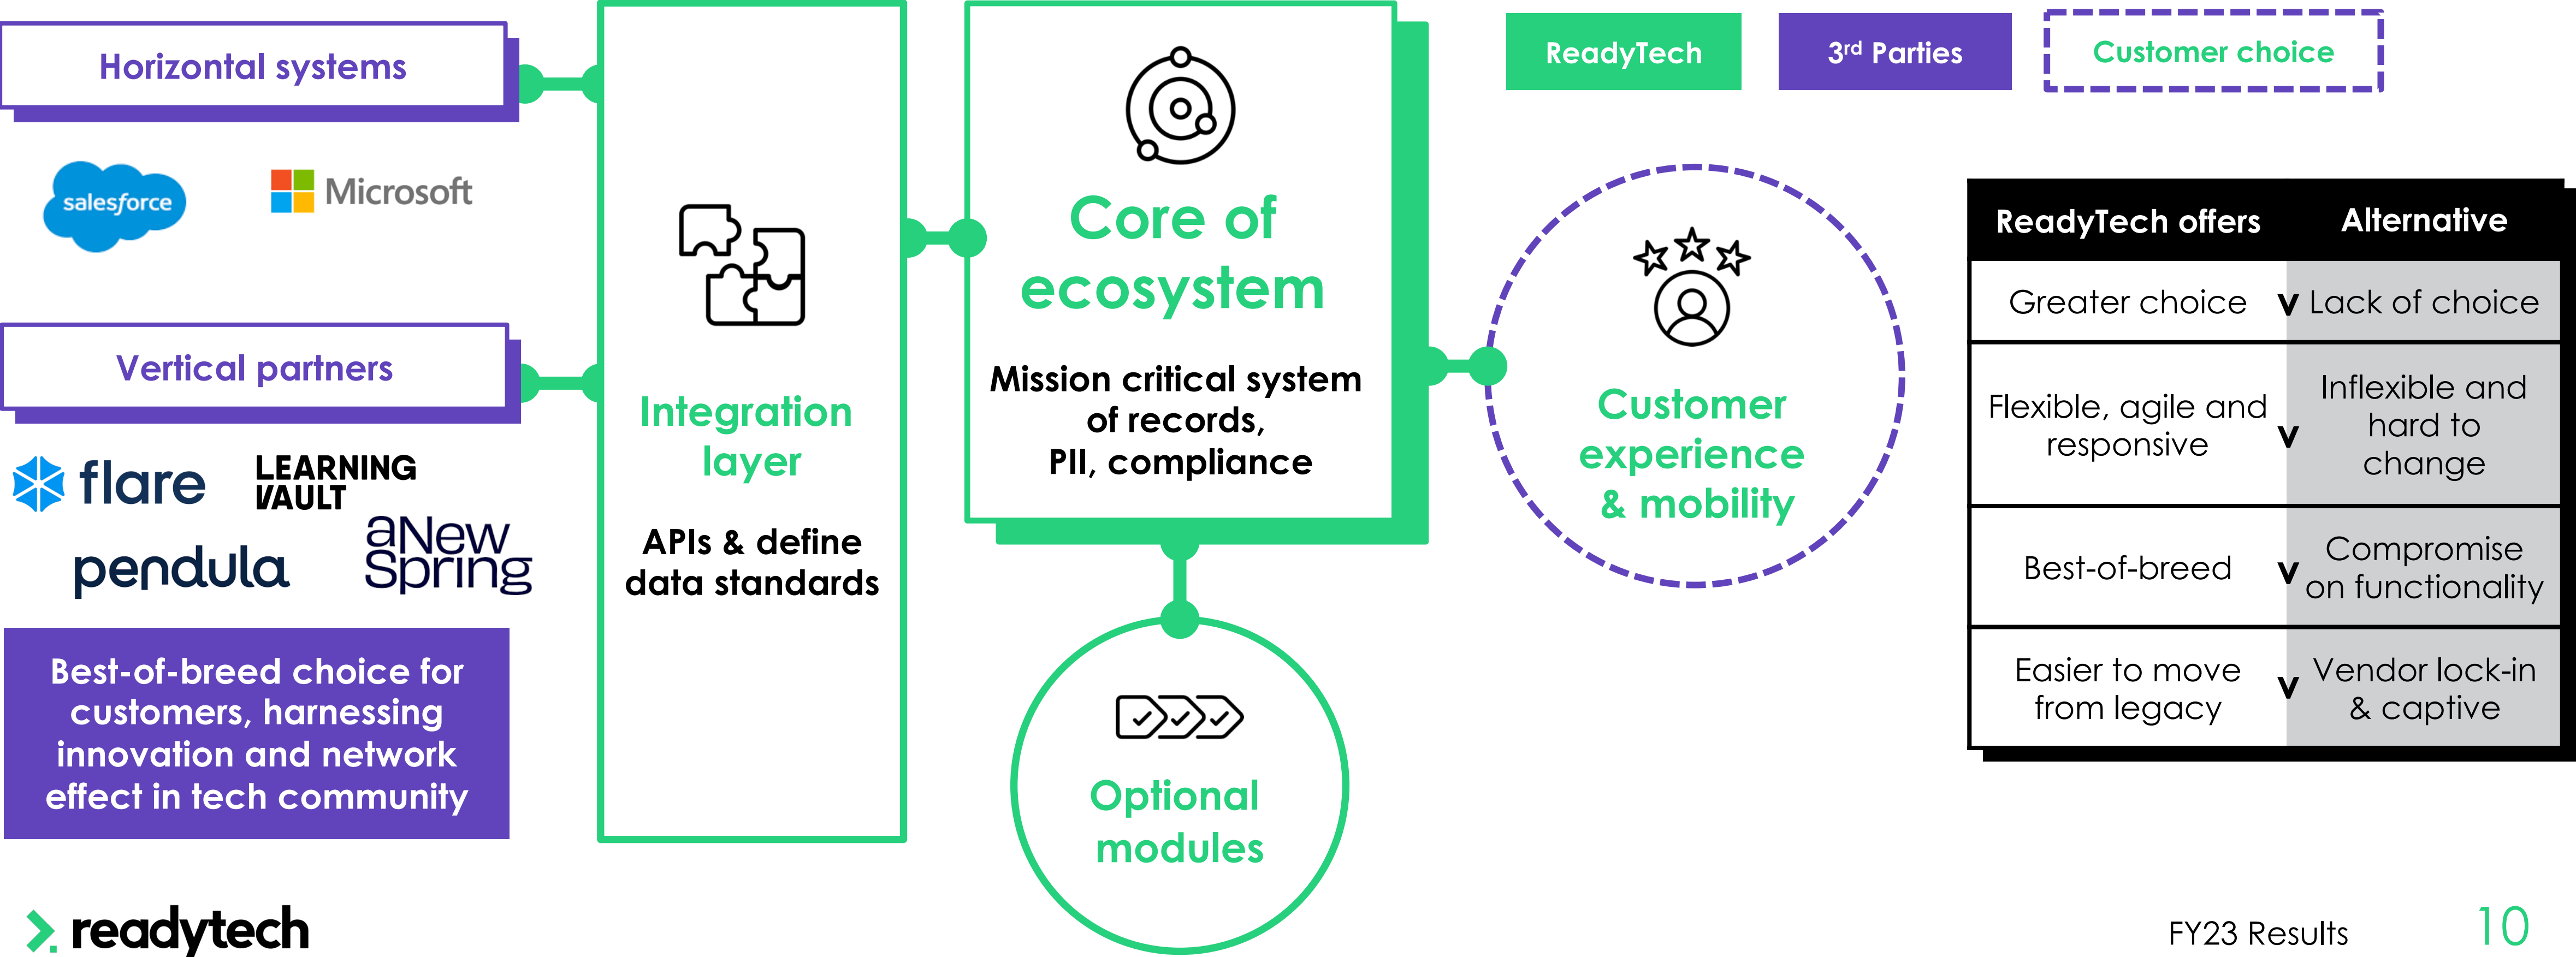 Horizontal systems
salesforce
Microsoft
Vertical partners
flare
LEARNING
VAULT
pendula
aNew
Spring
Best-of-breed choice for
customers, harnessing
innovation and network
effect in tech community
Integration
layer
APIs & define
data standards
Core of
ecosystem
Mission critical system
of records,
PII, compliance
Optional
modules
ReadyTech
3rd Parties
Customer choice
Customer
experience
& mobility
ReadyTech offers Alternative
Greater choice v Lack of choice
Flexible, agile and
responsive
v
Inflexible and
hard to
change
Best-of-breed
v
Compromise
on functionality
Easier to move
from legacy
v
Vendor lock-in
& captive
readytech
FY23 Results 10